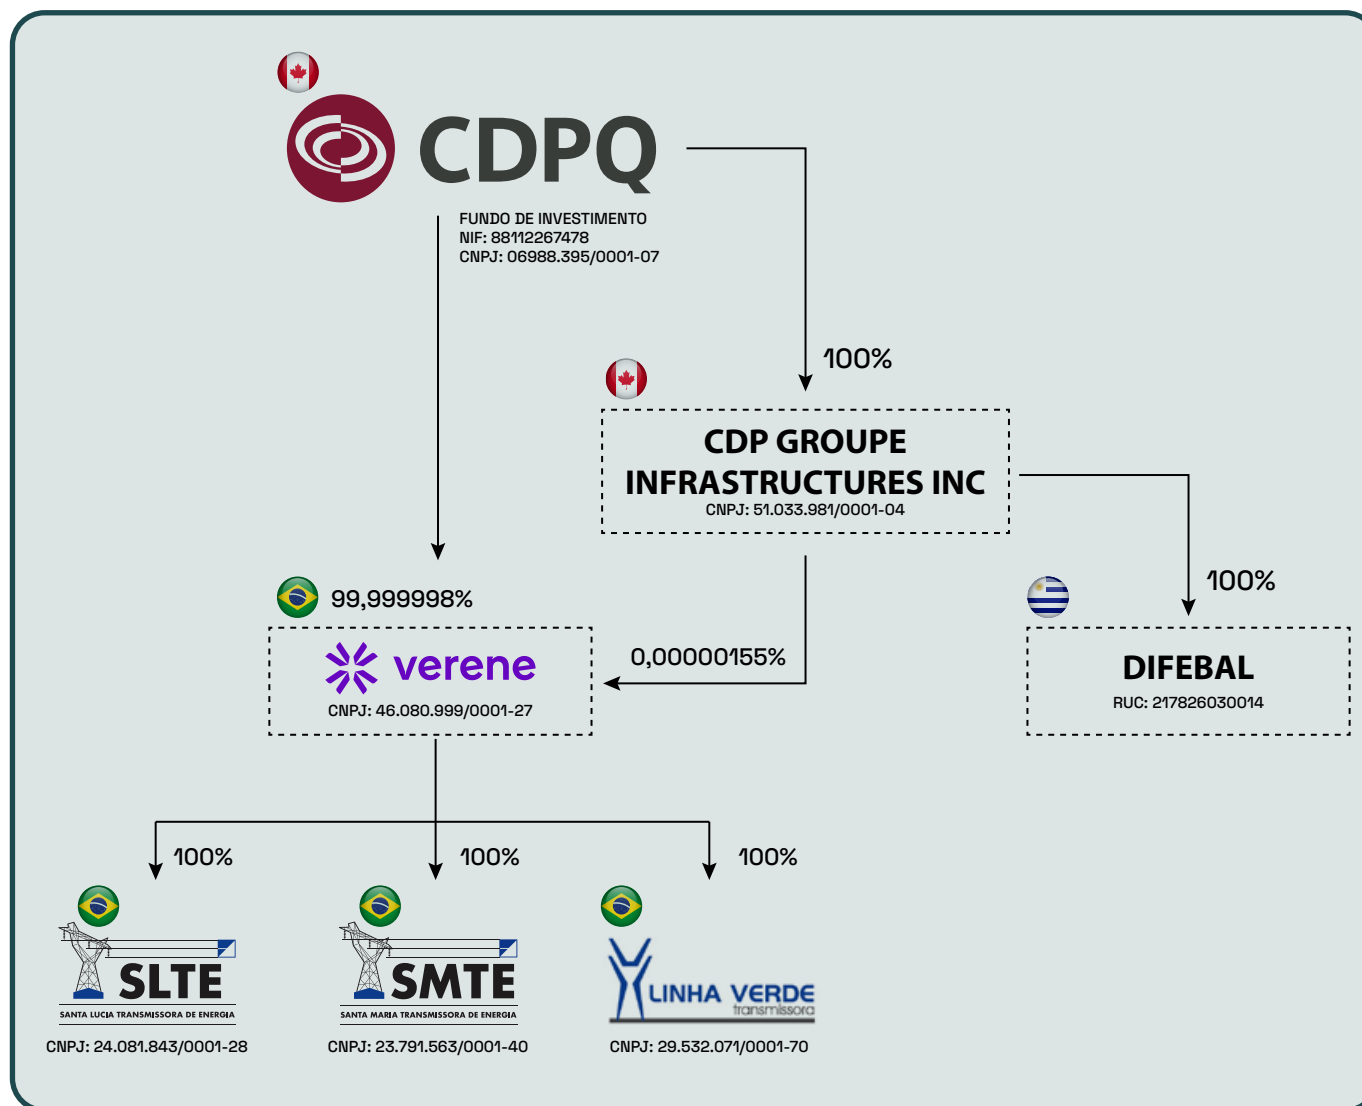 CDPQ
FUNDO DE INVESTIMENTO
NIF: 88112267478
CNPJ: 06988.395/0001-07
100%
CDP GROUPE
INFRASTRUCTURES INC
CNPJ: 51.033.981/0001-04
99,999998%
verene
CNPJ: 46.080.999/0001-27
0,00000155%
100%
DIFEBAL
RUC: 217826030014
100%
100%
100%
SLTE
SANTA LUCIA TRANSMISSORA DE ENERGIA
CNPJ: 24.081.843/0001-28
SMTE
SANTA MARIA TRANSMISSORA DE ENERGIA
CNPJ: 23.791.563/0001-40
LINHA VERDE
transmissora
CNPJ: 29.532.071/0001-70